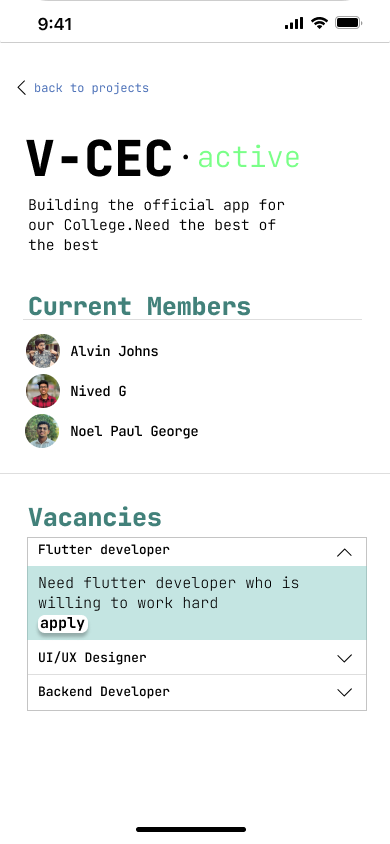 9:41
back to projects
V-CEC · active
Building the official app for
our College.Need the best of
the best
Current Members
Alvin Johns
Nived G
Noel Paul George
Vacancies
Flutter developer
Need flutter developer who is
willing to work hard
apply
UI/UX Designer
Backend Developer